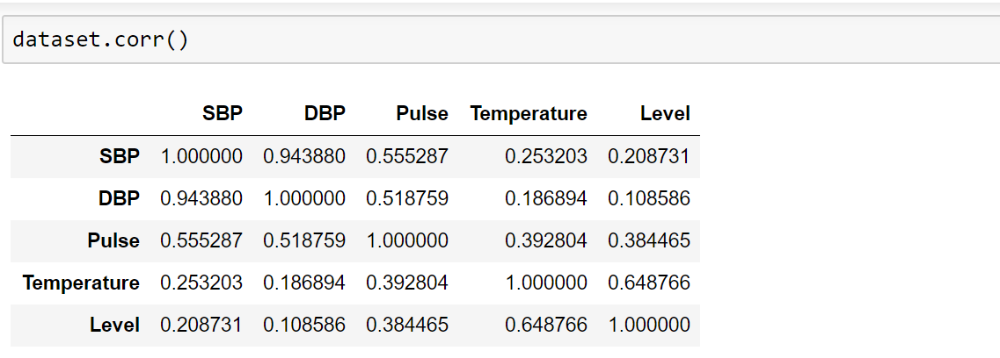 dataset.corr()
SBP DBP Pulse Temperature Level
SBP 1.000000 0.943880 0.555287 0.253203 0.208731
DBP 0.943880 1.000000 0.518759 0.186894 0.108586
Pulse 0.555287 0.518759 1.000000 0.392804 0.384465
Temperature 0.253203 0.186894 0.392804 1.000000 0.648766
Level 0.208731 0.108586 0.384465 0.648766 1.000000